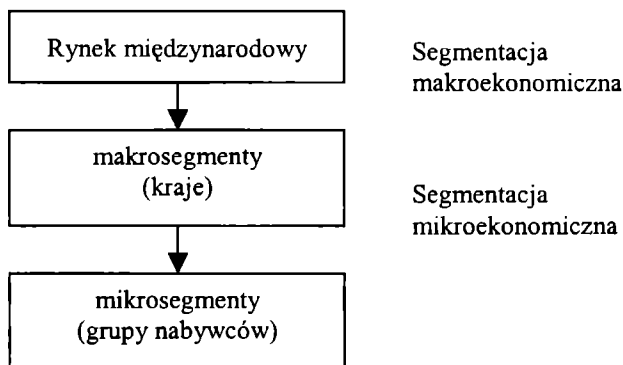 Rynek międzynarodowy
Segmentacja
makroekonomiczna
makrosegmenty
(kraje)
Segmentacja
mikroekonomiczna
mikrosegmenty
(grupy nabywców)